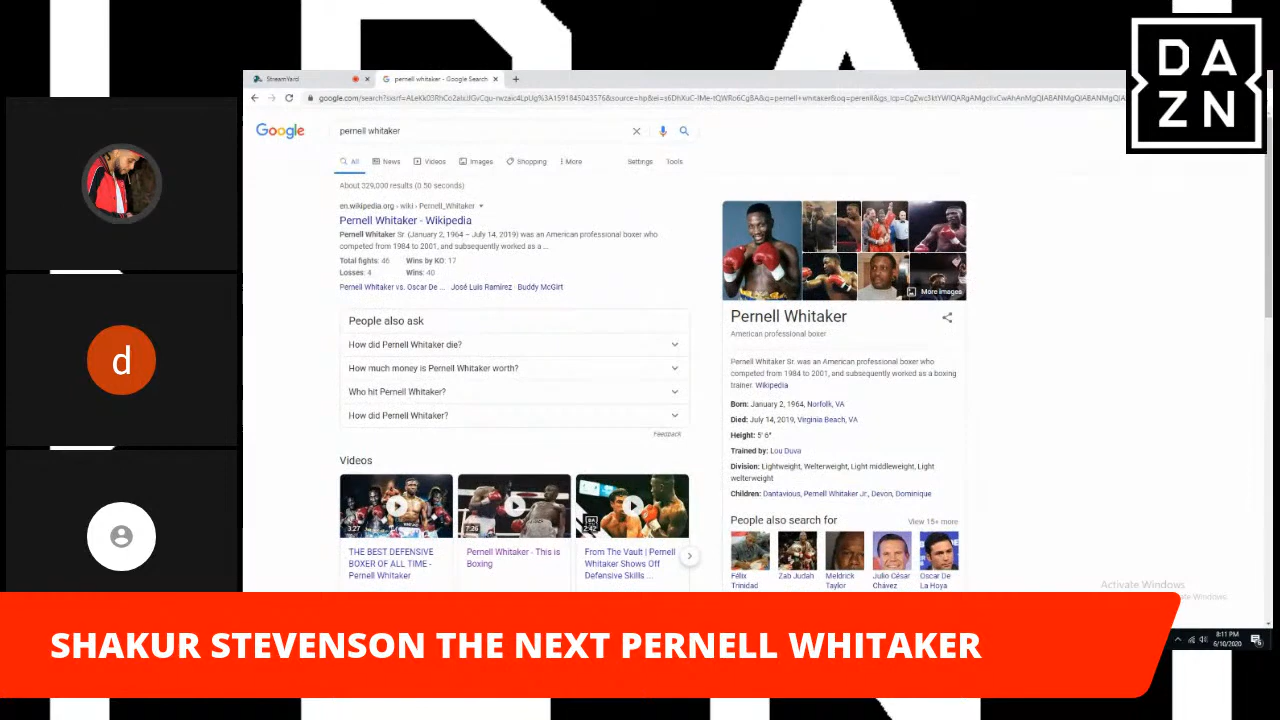 DA
ZN
StreamYard
pernell whitaker - Google Search
Google
pernell whitaker
All
News
Videos
Images
Shopping
More
Settings
Tools
About 329,000 results (0.50 seconds)
en.wikipedia.org › wiki › Pernell_Whitaker
Pernell Whitaker - Wikipedia
Pernell Whitaker Sr. (January 2, 1964 – July 14, 2019) was an American professional boxer who
competed from 1984 to 2001, and subsequently worked as a ...
Total fights: 46 Wins by KO: 17
Losses: 4 Wins: 40
Pernell Whitaker vs. Oscar De ... José Luis Ramírez · Buddy McGirt
People also ask
How did Pernell Whitaker die?
How much money is Pernell Whitaker worth?
Who hit Pernell Whitaker?
How did Pernell Whitaker?
Feedback
Videos
3:27
7:26
DAZN
2:42
THE BEST DEFENSIVE
BOXER OF ALL TIME -
Pernell Whitaker
Pernell Whitaker - This is
Boxing
From The Vault | Pernell
Whitaker Shows Off
Defensive Skills ...
More images
Pernell Whitaker
American professional boxer
Pernell Whitaker Sr. was an American professional boxer who
competed from 1984 to 2001, and subsequently worked as a boxing
trainer. Wikipedia
Born: January 2, 1964, Norfolk, VA
Died: July 14, 2019, Virginia Beach, VA
Height: 5' 6"
Trained by: Lou Duva
Division: Lightweight, Welterweight, Light middleweight, Light
welterweight
Children: Dantavious, Pernell Whitaker Jr., Devon, Dominique
People also search for
View 15+ more
Félix
Trinidad
Zab Judah
Meldrick
Taylor
Julio César
Chávez
Oscar De
La Hoya
Activate Windows
8:11 PM
6/10/2020
d
SHAKUR STEVENSON THE NEXT PERNELL WHITAKER